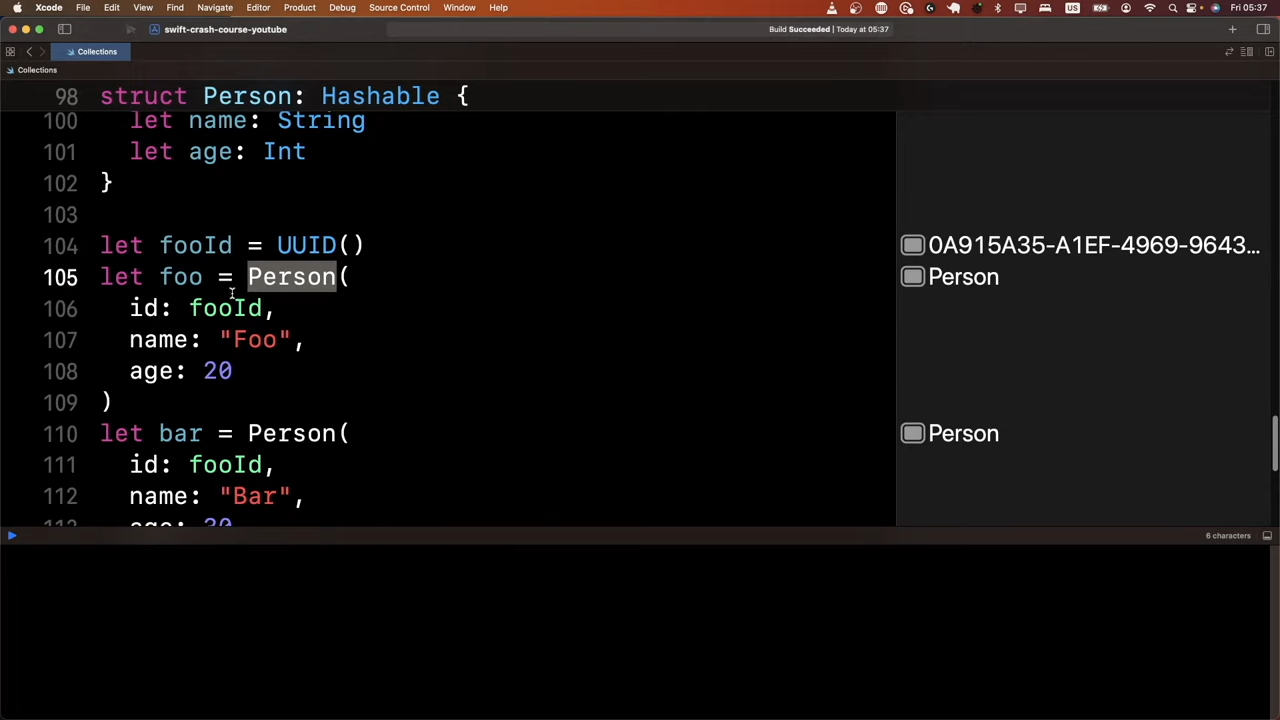 Xcode File Edit View Find Navigate Editor Product Debug Source Control Window Help
US Fri 05:37
swift-crash-course-youtube
Build Succeeded | Today at 05:37
Collections
Collections
98 struct Person: Hashable {
100 let name: String
101 let age: Int
102 }
103
104 let fooId = UUID() 0A915A35-A1EF-4969-9643...
105 let foo = Person( Person
106 id: fooId,
107 name: "Foo",
108 age: 20
109 )
110 let bar = Person( Person
111 id: fooId,
112 name: "Bar",
113 age: 30
6 characters